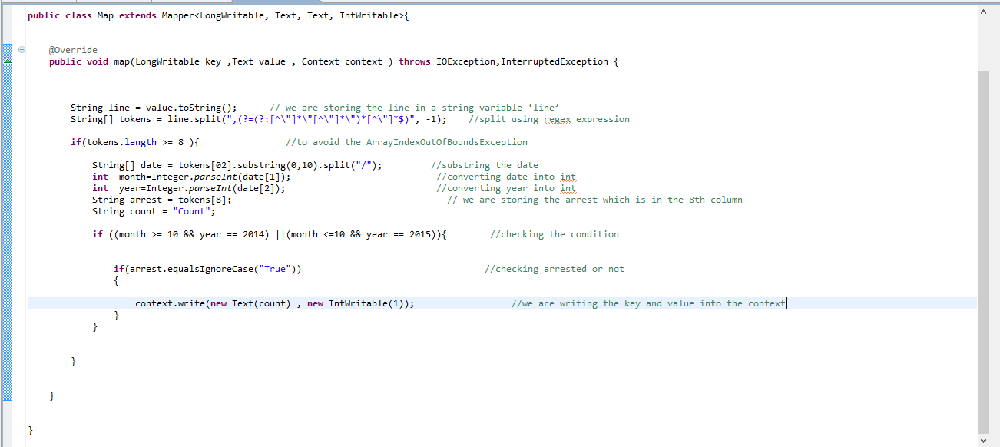 public class Map extends Mapper<LongWritable, Text, Text, IntWritable>{
@Override
public void map(LongWritable key ,Text value , Context context ) throws IOException,InterruptedException {
String line = value.toString();      // we are storing the line in a string variable ‘line’
String[] tokens = line.split(",(?=(?:[^\"]*\"[^\"]*\")*[^\"]*$)", -1);    //split using regex expression
if(tokens.length >= 8 ){                //to avoid the ArrayIndexOutOfBoundsException
String[] date = tokens[02].substring(0,10).split("/");         //substring the date
int  month=Integer.parseInt(date[1]);                           //converting date into int
int  year=Integer.parseInt(date[2]);                            //converting year into int
String arrest = tokens[8];                                        // we are storing the arrest which is in the 8th column
String count = "Count";
if ((month >= 10 && year == 2014) ||(month <=10 && year == 2015)){        //checking the condition
if(arrest.equalsIgnoreCase("True"))                                  //checking arrested or not
{
context.write(new Text(count) , new IntWritable(1));                  //we are writing the key and value into the context
}
}
}
}
}